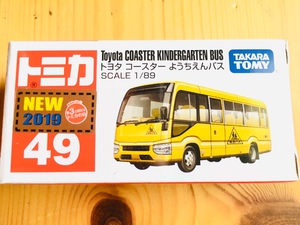 トミカ
NEW
2019
49
Toyota COASTER KINDERGARTEN BUS
トヨタ コースター ようちえんバス
SCALE 1/89
TAKARA
TOMY